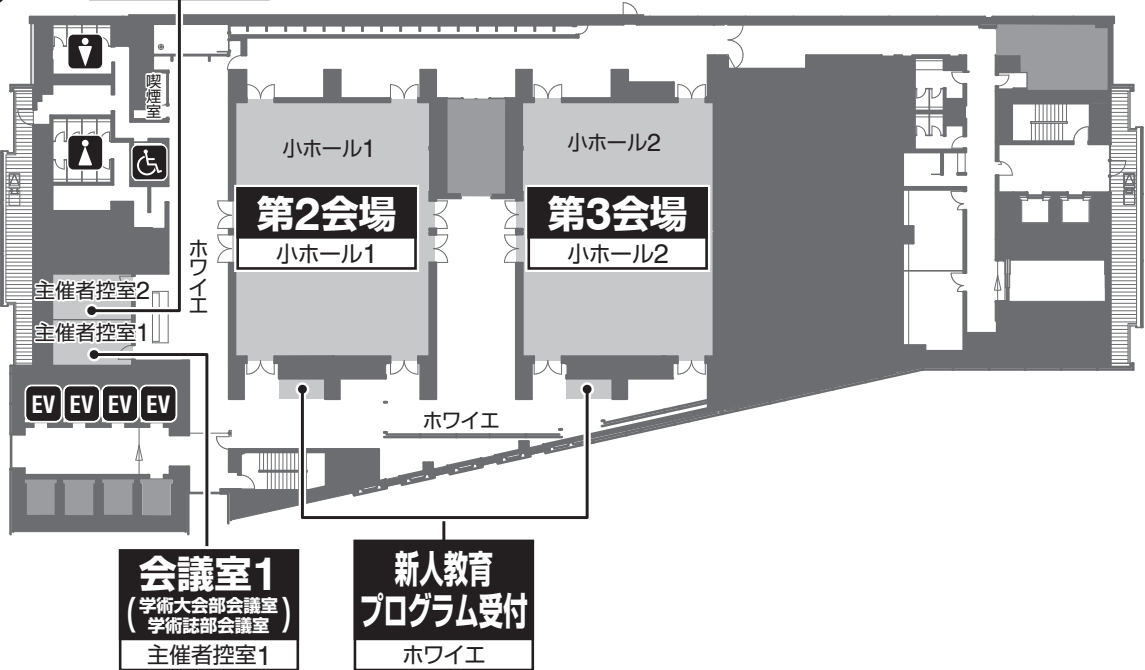 喫煙室
小ホール1
小ホール2
第2会場
小ホール1
第3会場
小ホール2
ホワイエ
主催者控室2
主催者控室1
EV EV EV EV
ホワイエ
会議室1
(学術大会部会議室
学術誌部会議室)
主催者控室1
新人教育
プログラム受付
ホワイエ